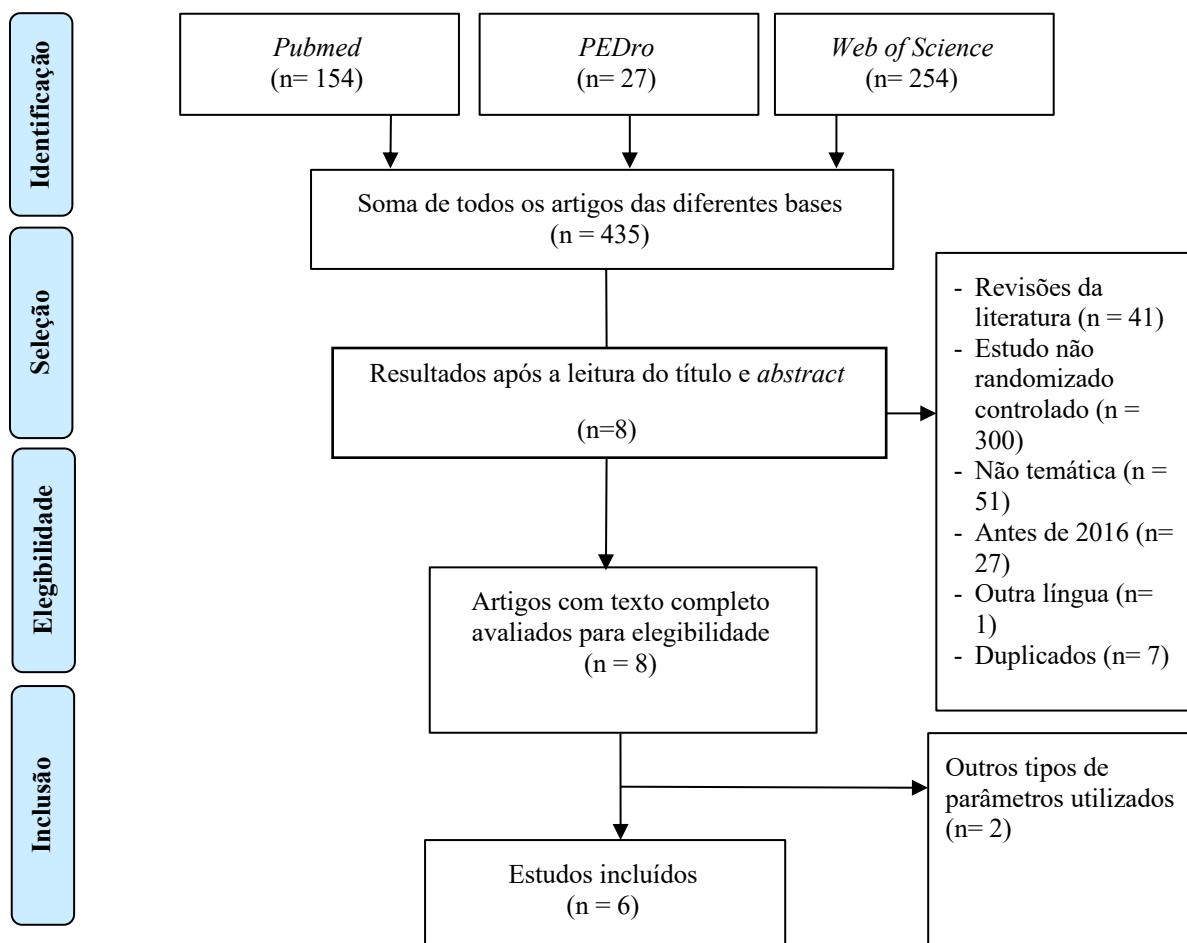 Identificação
Pubmed
(n= 154)
PEDro
(n= 27)
Web of Science
(n= 254)
Soma de todos os artigos das diferentes bases
(n = 435)
Seleção
Resultados após a leitura do título e abstract
(n=8)
- Revisões da
literatura (n = 41)
- Estudo não
randomizado
controlado (n =
300)
- Não temática (n =
51)
- Antes de 2016 (n=
27)
- Outra língua (n=
1)
- Duplicados (n= 7)
Elegibilidade
Artigos com texto completo
avaliados para elegibilidade
(n = 8)
Inclusão
Outros tipos de
parâmetros utilizados
(n= 2)
Estudos incluídos
(n = 6)